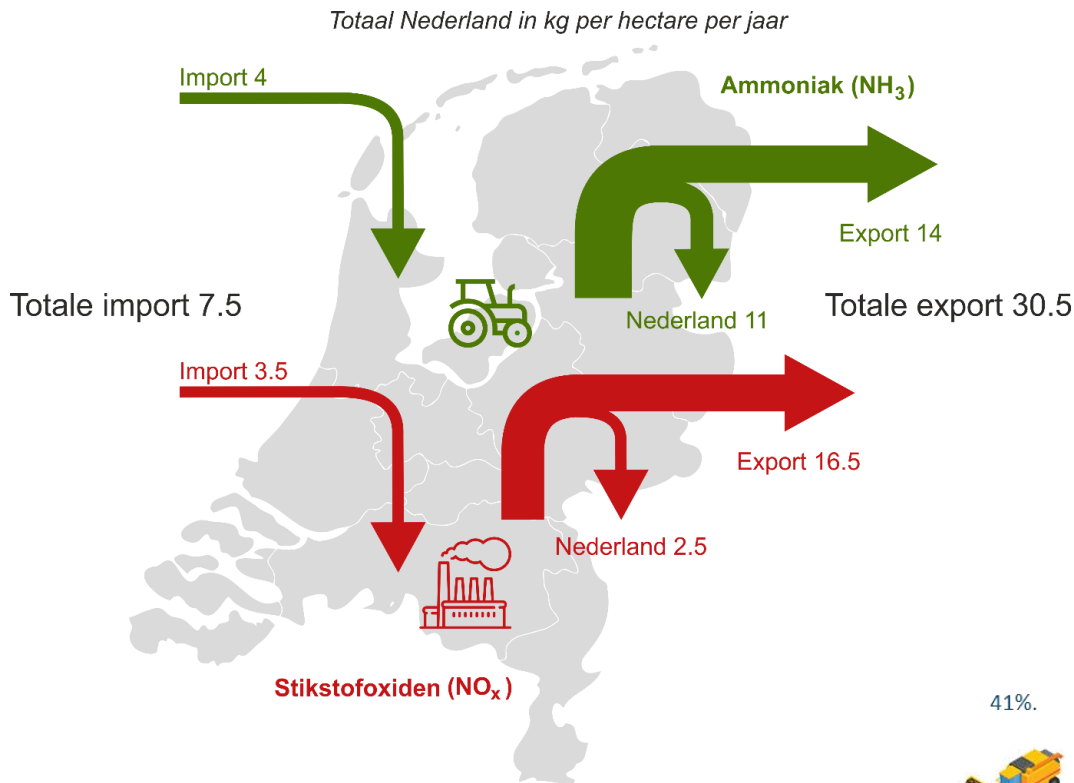 Totaal Nederland in kg per hectare per jaar
Import 4
Ammoniak (NH₃)
Export 14
Totale import 7.5
Nederland 11
Totale export 30.5
Import 3.5
Export 16.5
Nederland 2.5
Stikstofoxiden (NOₓ)
41%.